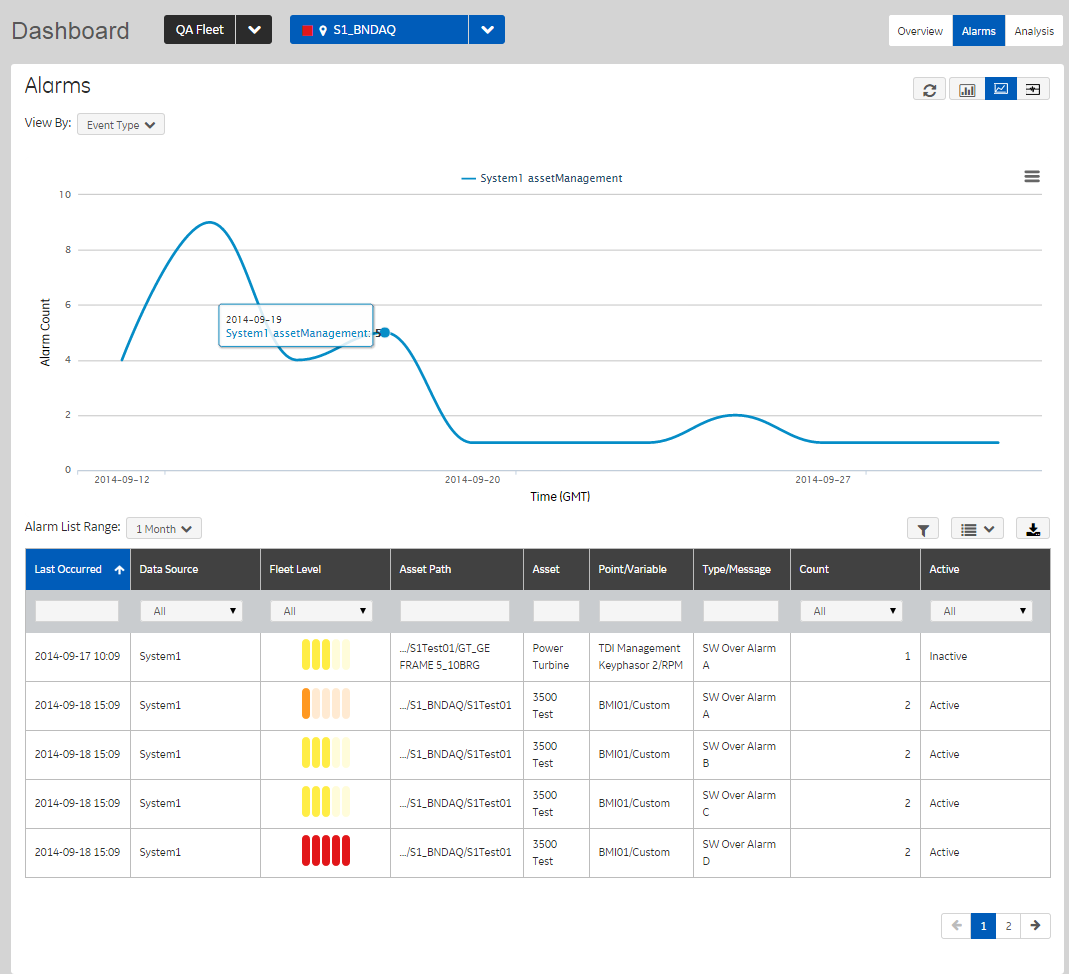 Dashboard QA Fleet S1_BNDAQ Overview Alarms Analysis
Alarms
View By: Event Type
System1 assetManagement
10
8
6
4
2
0
Alarm Count
2014-09-19
System1 assetManagement: 5
2014-09-12 2014-09-20 2014-09-27
Time (GMT)
Alarm List Range: 1 Month
Last Occurred Data Source Fleet Level Asset Path Asset Point/Variable Type/Message Count Active
All All All All
2014-09-17 10:09 System1 .../S1Test01/GT_GE FRAME 5_10BRG Power Turbine TDI Management Keyphasor 2/RPM SW Over Alarm A 1 Inactive
2014-09-18 15:09 System1 .../S1_BNDAQ/S1Test01 3500 Test BMI01/Custom SW Over Alarm A 2 Active
2014-09-18 15:09 System1 .../S1_BNDAQ/S1Test01 3500 Test BMI01/Custom SW Over Alarm B 2 Active
2014-09-18 15:09 System1 .../S1_BNDAQ/S1Test01 3500 Test BMI01/Custom SW Over Alarm C 2 Active
2014-09-18 15:09 System1 .../S1_BNDAQ/S1Test01 3500 Test BMI01/Custom SW Over Alarm D 2 Active
1 2